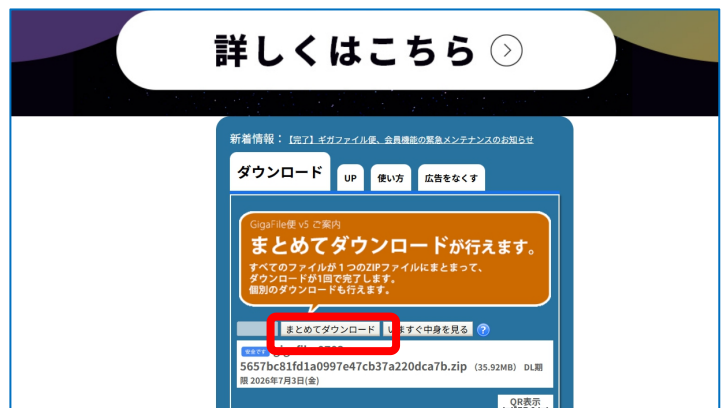 詳しくはこちら
新着情報： 【完了】ギガファイル便、会員機能の緊急メンテナンスのお知らせ
ダウンロード UP 使い方 広告をなくす
GigaFile便 v5 ご案内
まとめてダウンロードが行えます。
すべてのファイルが１つのZIPファイルにまとまって、
ダウンロードが1回で完了します。
個別のダウンロードも行えます。
まとめてダウンロード ますぐ中身を見る ?
安全です
5657bc81fd1a0997e47cb37a220dca7b.zip （35.92MB） DL期
限 2026年7月3日(金)
QR表示